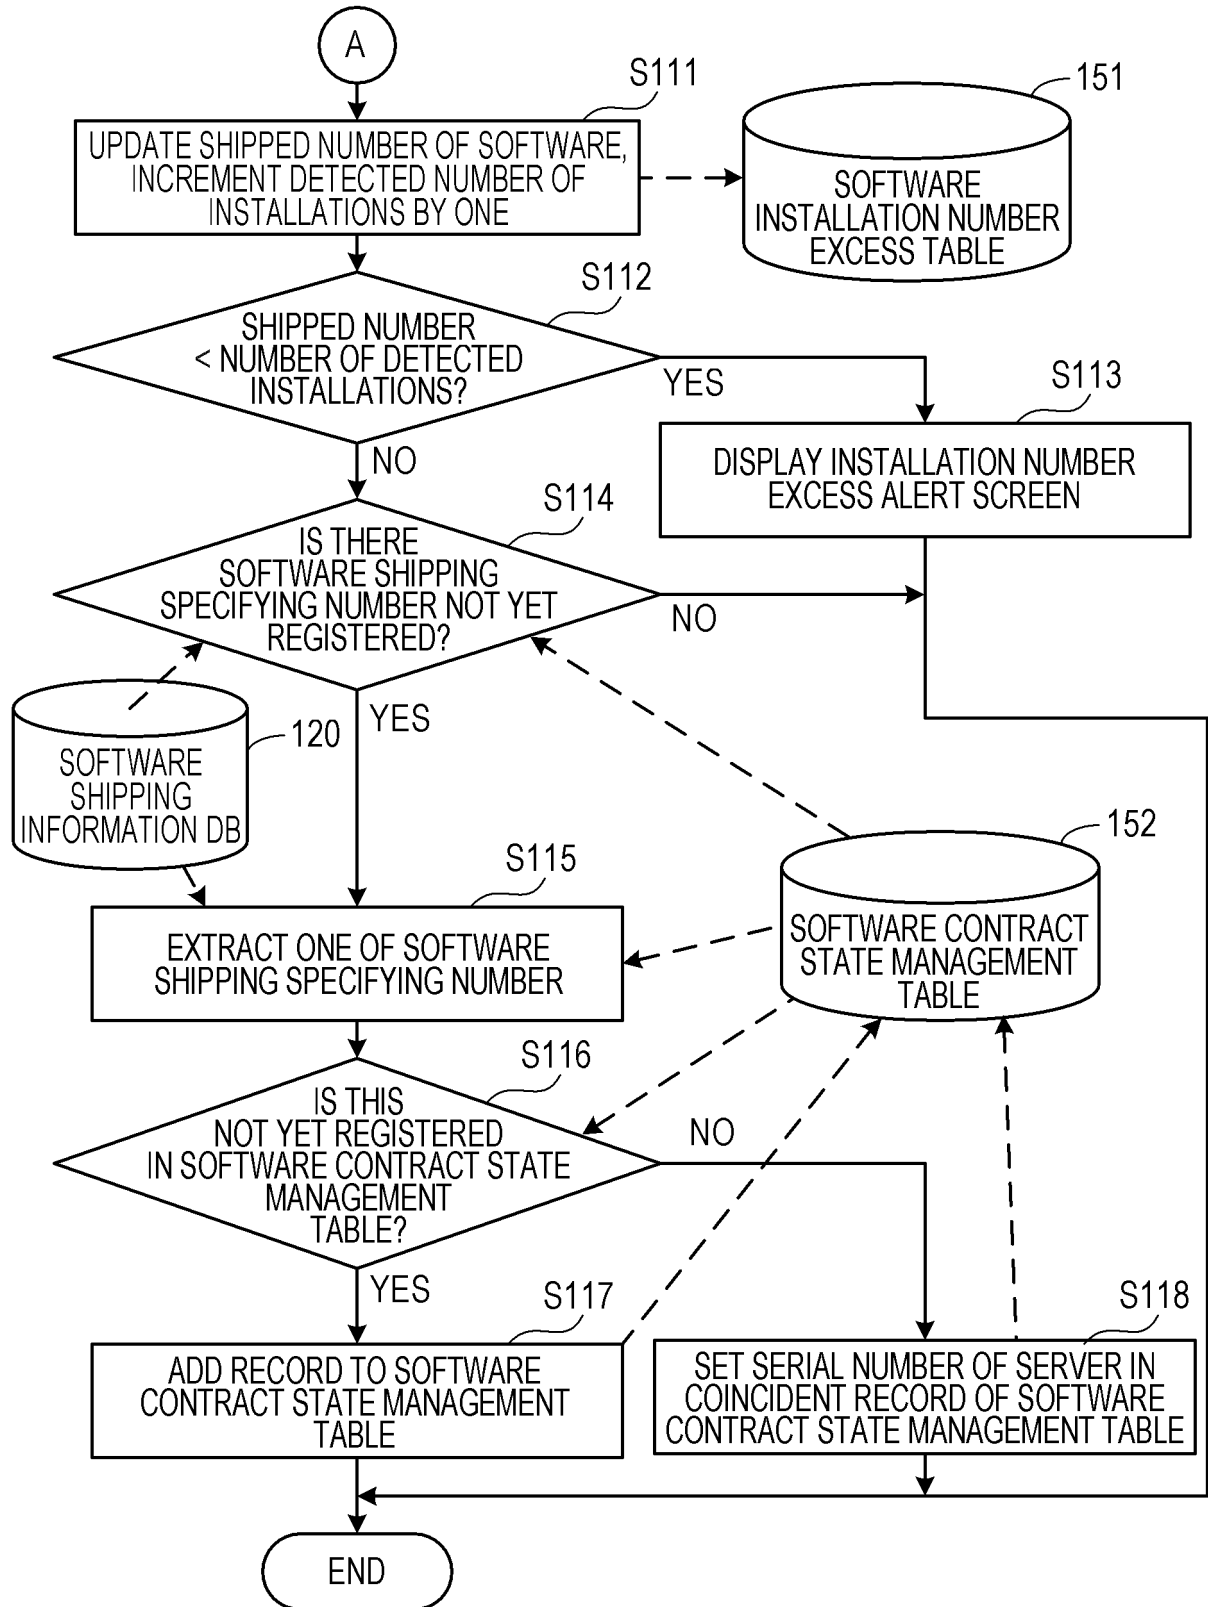 A
S111
151
UPDATE SHIPPED NUMBER OF SOFTWARE,
INCREMENT DETECTED NUMBER OF
INSTALLATIONS BY ONE
SOFTWARE
INSTALLATION NUMBER
EXCESS TABLE
S112
SHIPPED NUMBER
< NUMBER OF DETECTED
INSTALLATIONS?
YES
S113
NO
DISPLAY INSTALLATION NUMBER
EXCESS ALERT SCREEN
S114
IS THERE
SOFTWARE SHIPPING
SPECIFYING NUMBER NOT YET
REGISTERED?
NO
YES
120
SOFTWARE
SHIPPING
INFORMATION DB
152
S115
SOFTWARE CONTRACT
STATE MANAGEMENT
TABLE
EXTRACT ONE OF SOFTWARE
SHIPPING SPECIFYING NUMBER
S116
IS THIS
NOT YET REGISTERED
IN SOFTWARE CONTRACT STATE
MANAGEMENT
TABLE?
NO
YES
S117
S118
ADD RECORD TO SOFTWARE
CONTRACT STATE MANAGEMENT
TABLE
SET SERIAL NUMBER OF SERVER IN
COINCIDENT RECORD OF SOFTWARE
CONTRACT STATE MANAGEMENT TABLE
END